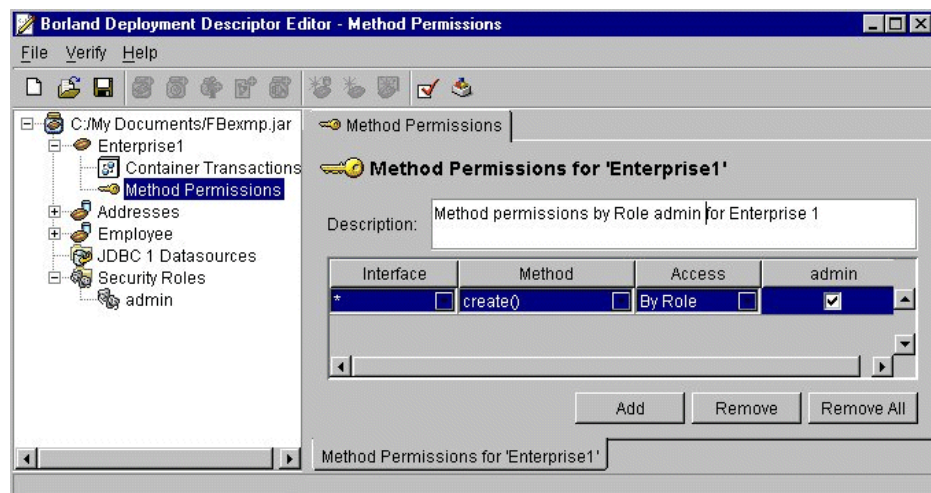 Borland Deployment Descriptor Editor - Method Permissions
File Verify Help
C:/My Documents/FBexmp.jar
Enterprise1
Container Transactions
Method Permissions
Addresses
Employee
JDBC 1 Datasources
Security Roles
admin
Method Permissions
Method Permissions for 'Enterprise1'
Description: Method permissions by Role admin for Enterprise 1
Interface Method Access admin
* create() By Role
Add Remove Remove All
Method Permissions for 'Enterprise1'